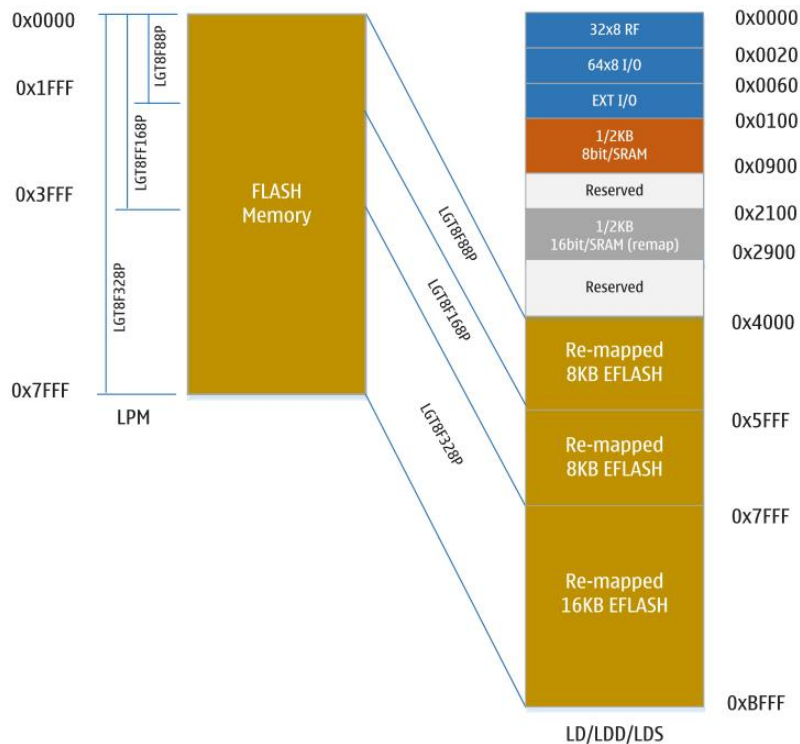 0x0000
0x1FFF
0x3FFF
0x7FFF
LGT8F88P
LGT8FF168P
LGT8F328P
FLASH
Memory
LPM
LGT8F88P
LGT8F168P
LGT8F328P
32x8 RF
64x8 I/O
EXT I/O
1/2KB
8bit/SRAM
Reserved
1/2KB
16bit/SRAM (remap)
Reserved
Re-mapped
8KB EFLASH
Re-mapped
8KB EFLASH
Re-mapped
16KB EFLASH
0x0000
0x0020
0x0060
0x0100
0x0900
0x2100
0x2900
0x4000
0x5FFF
0x7FFF
0xBFFF
LD/LDD/LDS